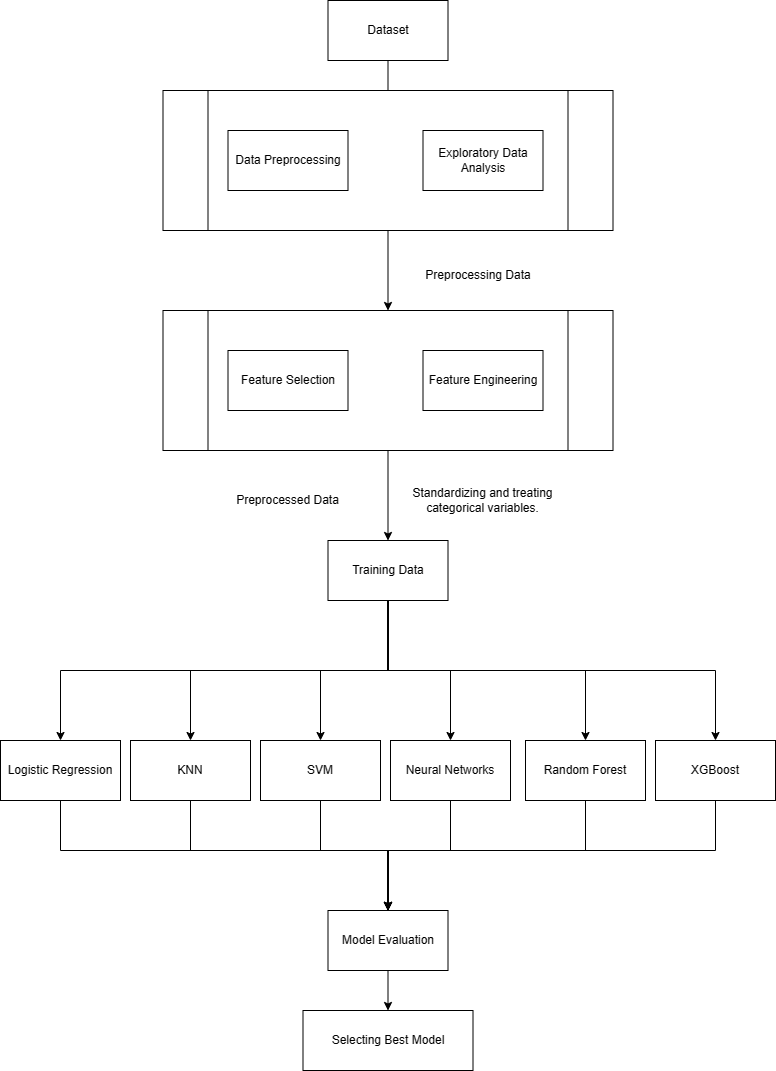 Dataset
Data Preprocessing
Exploratory Data
Analysis
Preprocessing Data
Feature Selection
Feature Engineering
Preprocessed Data
Standardizing and treating
categorical variables.
Training Data
Logistic Regression
KNN
SVM
Neural Networks
Random Forest
XGBoost
Model Evaluation
Selecting Best Model